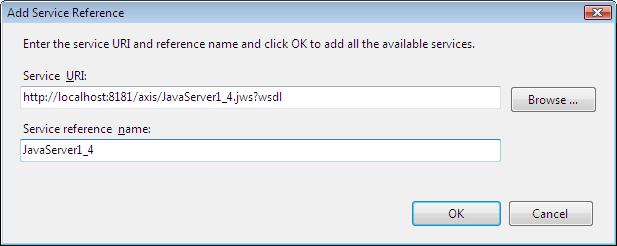 Add Service Reference
Enter the service URI and reference name and click OK to add all the available services.
Service URI:
http://localhost:8181/axis/JavaServer1_4.jws?wsdl
Browse ...
Service reference name:
JavaServer1_4
OK
Cancel